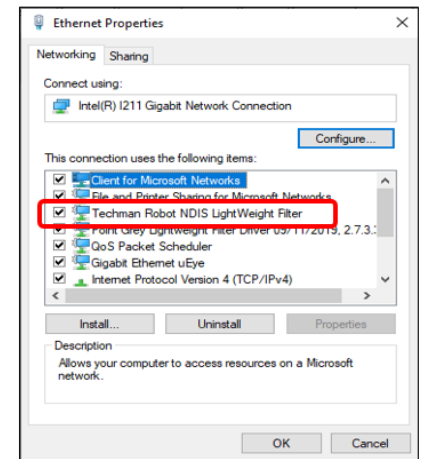 Ethernet Properties
Networking Sharing
Connect using:
Intel(R) I211 Gigabit Network Connection
Configure...
This connection uses the following items:
Client for Microsoft Networks
File and Printer Sharing for Microsoft Networks
Techman Robot NDIS LightWeight Filter
Point Grey Lightweight Filter Driver 09/11/2015, 2.7.3.
QoS Packet Scheduler
Gigabit Ethernet uEye
Internet Protocol Version 4 (TCP/IPv4)
Install... Uninstall Properties
Description
Allows your computer to access resources on a Microsoft
network.
OK Cancel